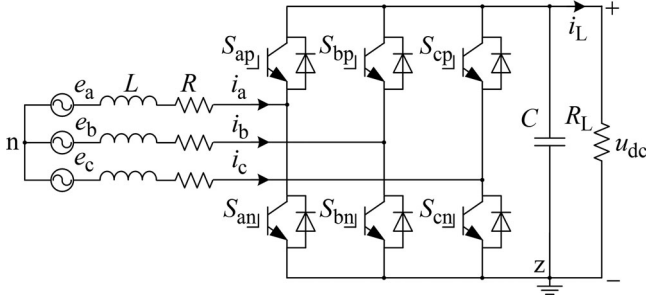 i_L
+
S_ap S_bp S_cp
e_a L R i_a
n e_b i_b
e_c i_c
C R_L u_dc
S_an S_bn S_cn
z
−